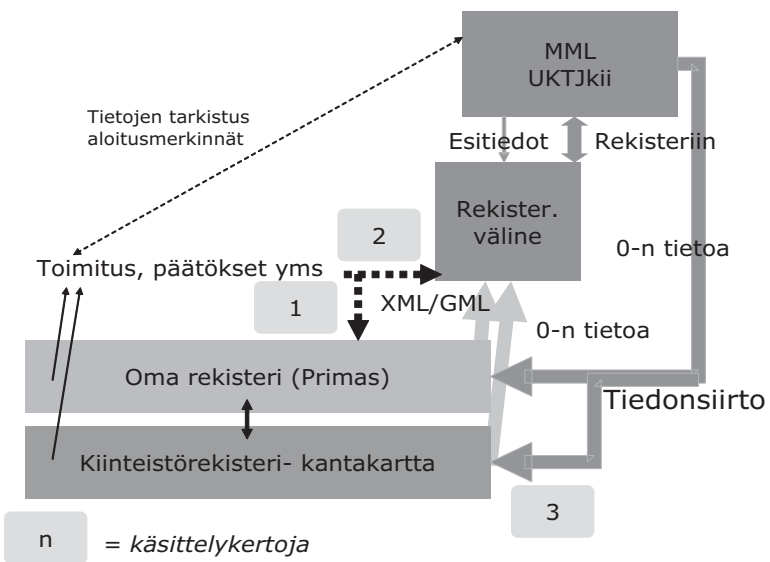 MML
UKTJkii
Tietojen tarkistus
aloitusmerkinnät
Esitiedot
Rekisteriin
Rekister.
väline
2
0-n tietoa
Toimitus, päätökset yms
1
XML/GML
0-n tietoa
Oma rekisteri (Primas)
Tiedonsiirto
Kiinteistörekisteri- kantakartta
3
n
= käsittelykertoja